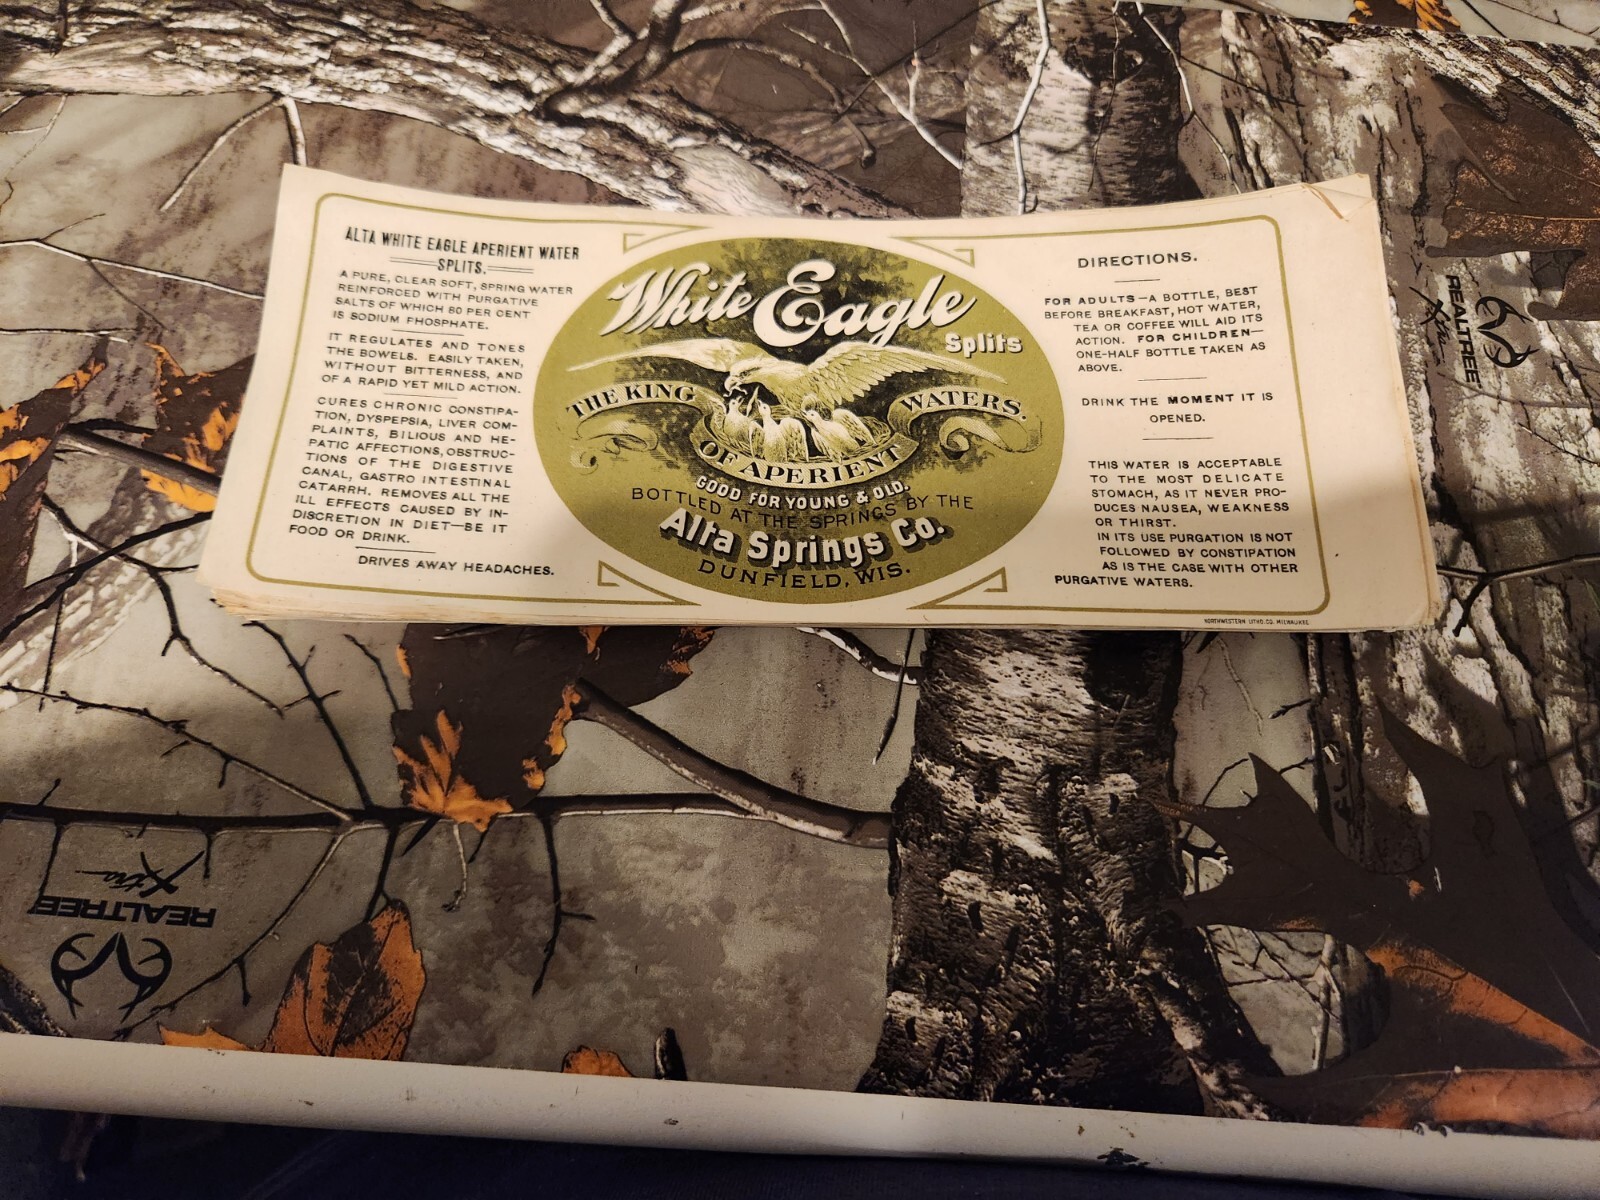 ALTA WHITE EAGLE APERIENT WATER
SPLITS.
A PURE, CLEAR SOFT, SPRING WATER
REINFORCED WITH PURGATIVE
SALTS OF WHICH 80 PER CENT
IS SODIUM PHOSPHATE.
IT REGULATES AND TONES
THE BOWELS. EASILY TAKEN,
WITHOUT BITTERNESS, AND
OF A RAPID YET MILD ACTION.
CURES CHRONIC CONSTIPA-
TION, DYSPEPSIA, LIVER COM-
PLAINTS, BILIOUS AND HE-
PATIC AFFECTIONS, OBSTRUC-
TIONS OF THE DIGESTIVE
CANAL, GASTRO INTESTINAL
CATARRH. REMOVES ALL THE
ILL EFFECTS CAUSED BY IN-
DISCRETION IN DIET—BE IT
FOOD OR DRINK.
DRIVES AWAY HEADACHES.
White Eagle
Splits
THE KING
OF APERIENT
WATERS.
GOOD FOR YOUNG & OLD.
BOTTLED AT THE SPRINGS BY THE
Alta Springs Co.
DUNFIELD, WIS.
DIRECTIONS.
FOR ADULTS—A BOTTLE, BEST
BEFORE BREAKFAST, HOT WATER,
TEA OR COFFEE WILL AID ITS
ACTION. FOR CHILDREN—
ONE-HALF BOTTLE TAKEN AS
ABOVE.
DRINK THE MOMENT IT IS
OPENED.
THIS WATER IS ACCEPTABLE
TO THE MOST DELICATE
STOMACH, AS IT NEVER PRO-
DUCES NAUSEA, WEAKNESS
OR THIRST.
IN ITS USE PURGATION IS NOT
FOLLOWED BY CONSTIPATION
AS IS THE CASE WITH OTHER
PURGATIVE WATERS.
NORTHWESTERN LITHO. CO. MILWAUKEE
REALTREE
Xtra
REALTREE
Xtra